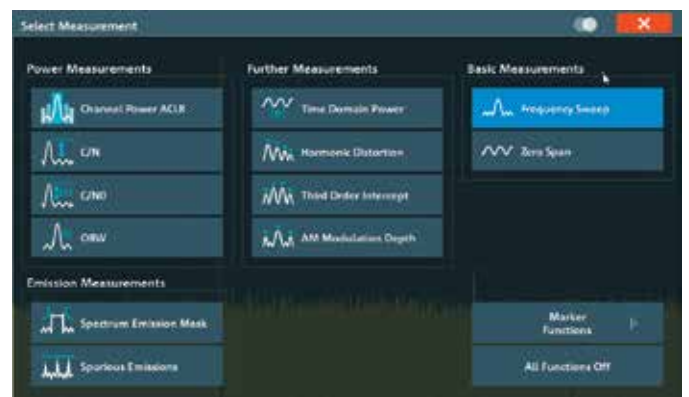 Select Measurement
Power Measurements
Channel Power ACLR
C/N
C/N0
OBW
Further Measurements
Time Domain Power
Harmonic Distortion
Third Order Intercept
AM Modulation Depth
Basic Measurements
Frequency Sweep
Zero Span
Emission Measurements
Spectrum Emission Mask
Spurious Emissions
Marker
Functions
All Functions Off